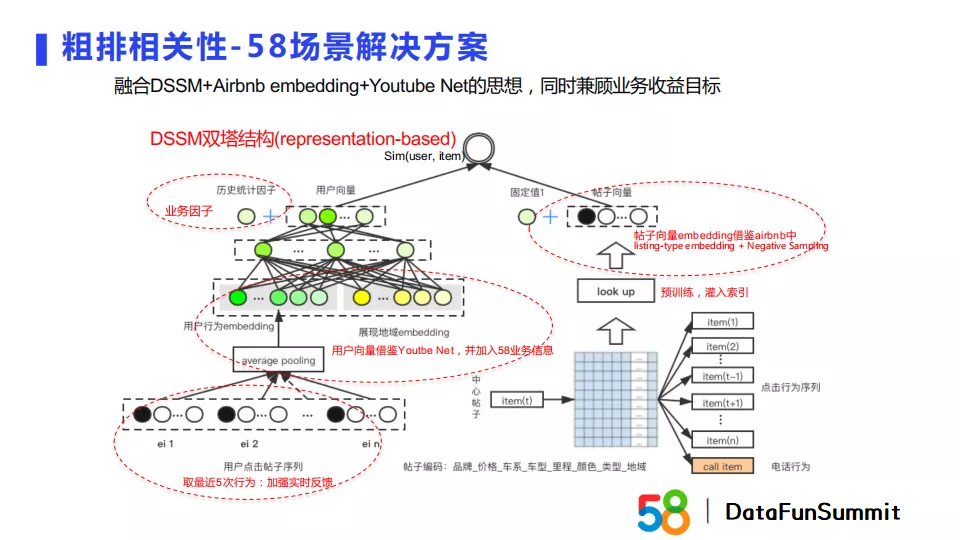 粗排相关性-58场景解决方案
融合DSSM+Airbnb embedding+Youtube Net的思想，同时兼顾业务收益目标
DSSM双塔结构(representation-based)
Sim(user, item)
历史统计因子
用户向量
固定值1
帖子向量
业务因子
帖子向量embedding借鉴airbnb中
listing-type embedding + Negative Sampling
look up
预训练，灌入索引
用户行为embedding
展现地域embedding
用户向量借鉴Youtbe Net，并加入58业务信息
average pooling
中心帖子
item(t)
item(1)
item(2)
item(t-1)
点击行为序列
item(t+1)
item(n)
call item
电话行为
ei 1
ei 2
ei n
用户点击帖子序列
取最近5次行为：加强实时反馈
帖子编码：品牌_价格_车系_车型_里程_颜色_类型_地域
58 | DataFunSummit